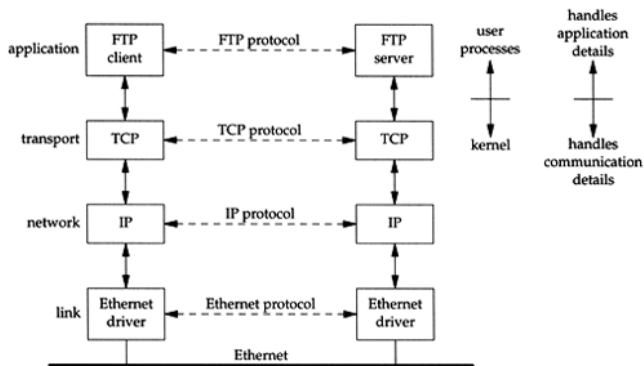 application
FTP
client
FTP protocol
FTP
server
user
processes
handles
application
details
transport
TCP
TCP protocol
TCP
kernel
handles
communication
details
network
IP
IP protocol
IP
link
Ethernet
driver
Ethernet protocol
Ethernet
driver
Ethernet